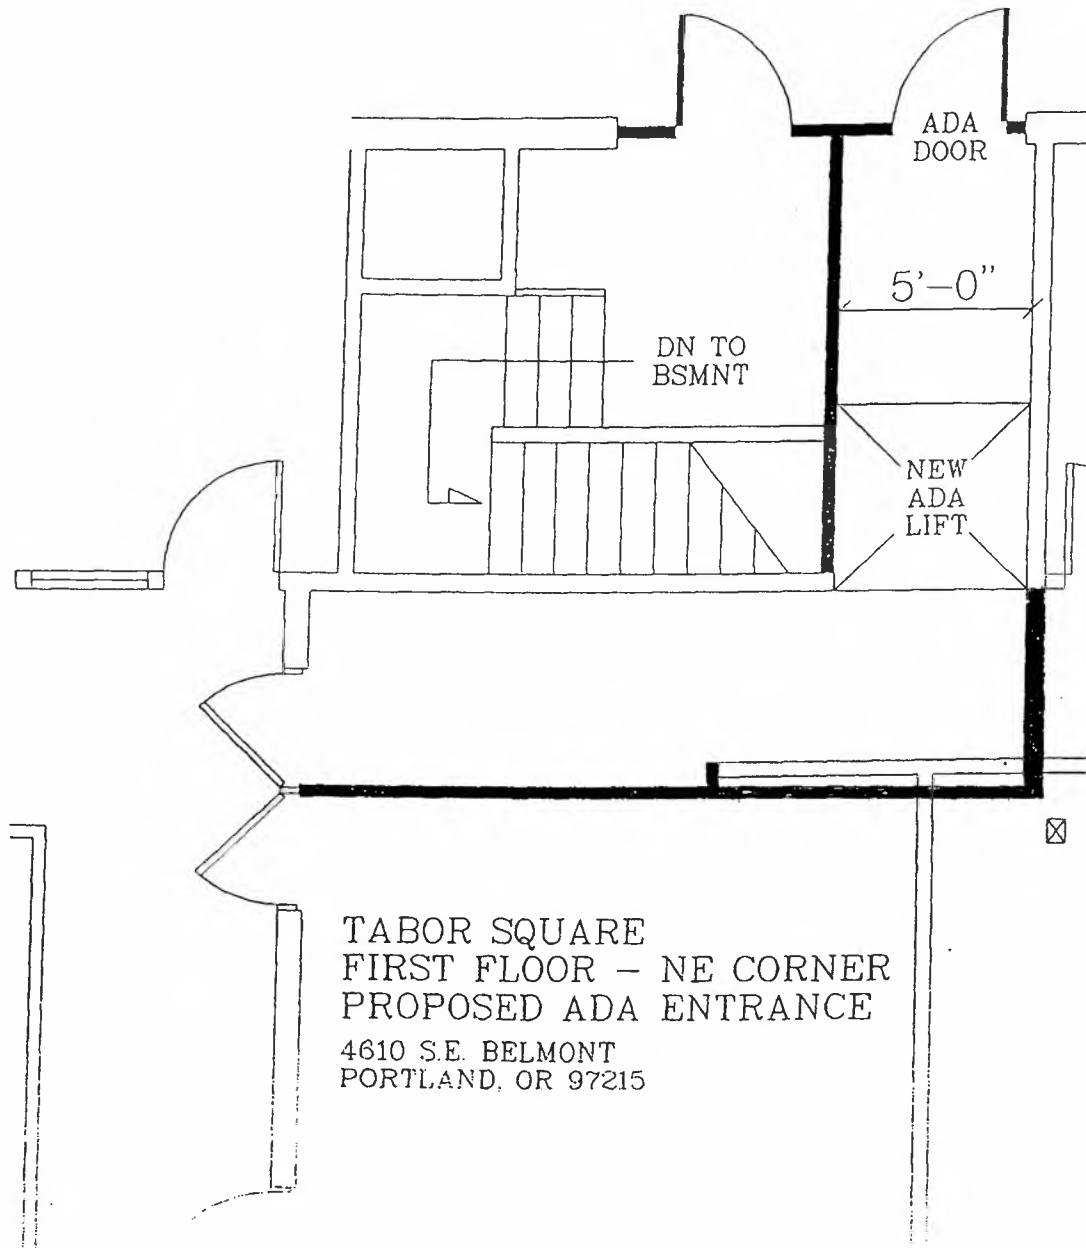 ADA
DOOR
5'-0"
DN TO
BSMNT
NEW
ADA
LIFT
TABOR SQUARE
FIRST FLOOR - NE CORNER
PROPOSED ADA ENTRANCE
4610 S.E. BELMONT
PORTLAND, OR 97215